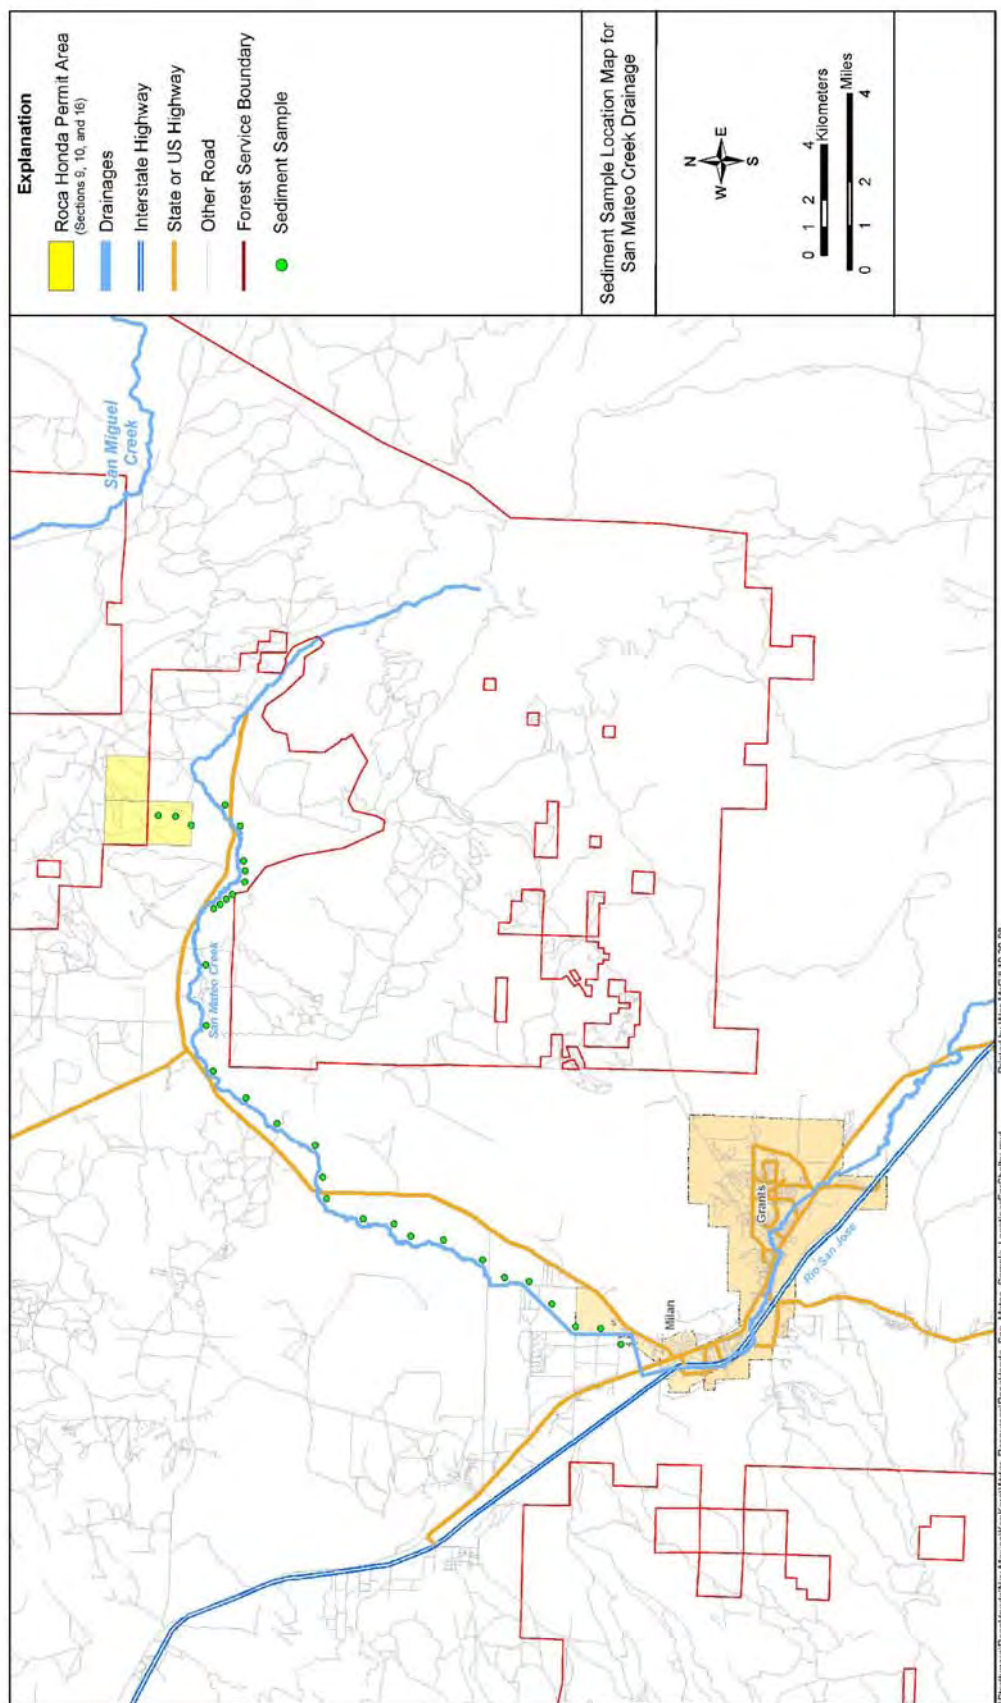 Explanation
Roca Honda Permit Area
(Sections 9, 10, and 16)
Drainages
Interstate Highway
State or US Highway
Other Road
Forest Service Boundary
Sediment Sample
Sediment Sample Location Map for
San Mateo Creek Drainage
N
W E
S
0 1 2 4
Kilometers
0 1 2 4
Miles
San Miguel
Creek
San Mateo Creek
Milan
Grants
Rio San Jose